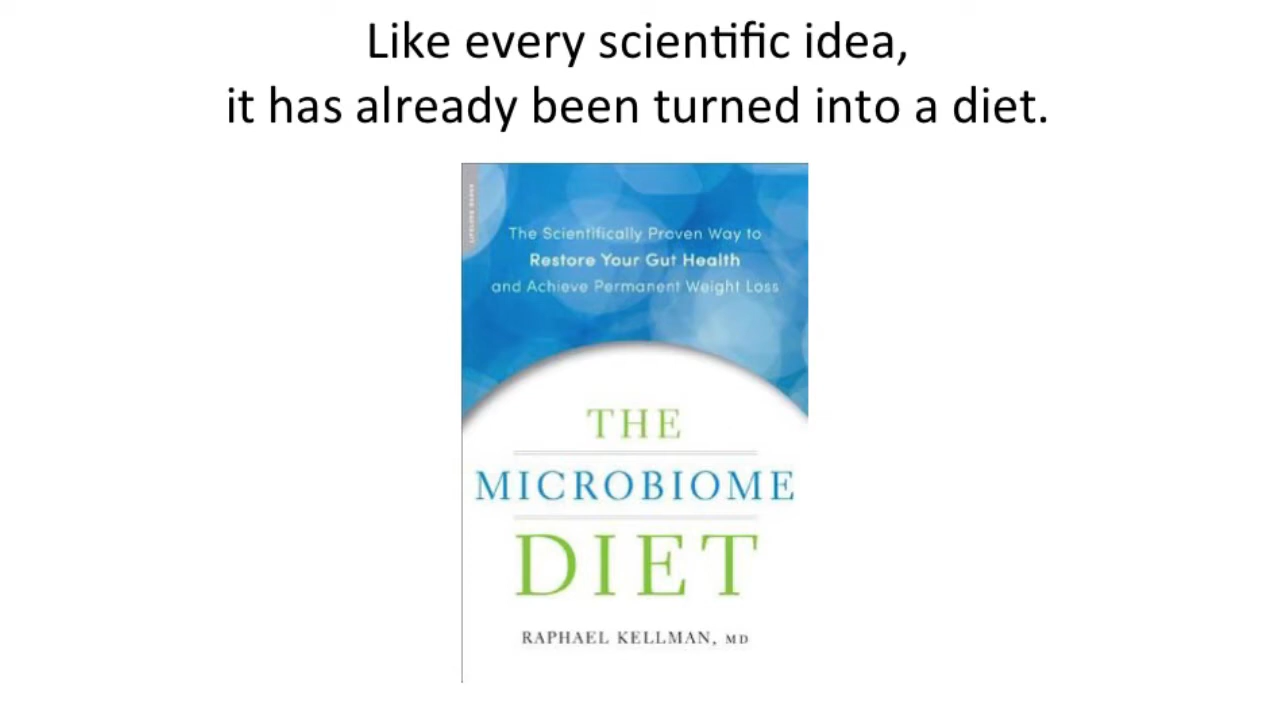 Like every scientific idea,
it has already been turned into a diet.
The Scientifically Proven Way to
Restore Your Gut Health
and Achieve Permanent Weight Loss
THE
MICROBIOME
DIET
RAPHAEL KELLMAN, MD